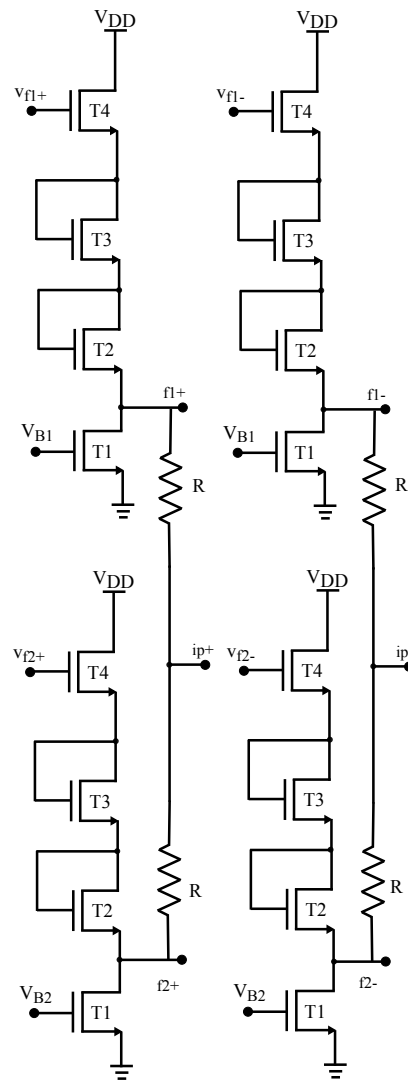 VDD VDD
vf1+ T4 vf1- T4
T3 T3
T2 T2
f1+ f1-
VB1 T1 VB1 T1
R R
VDD VDD
vf2+ T4 ip+ vf2- T4 ip
T3 T3
T2 R T2 R
f2+ f2-
VB2 T1 VB2 T1